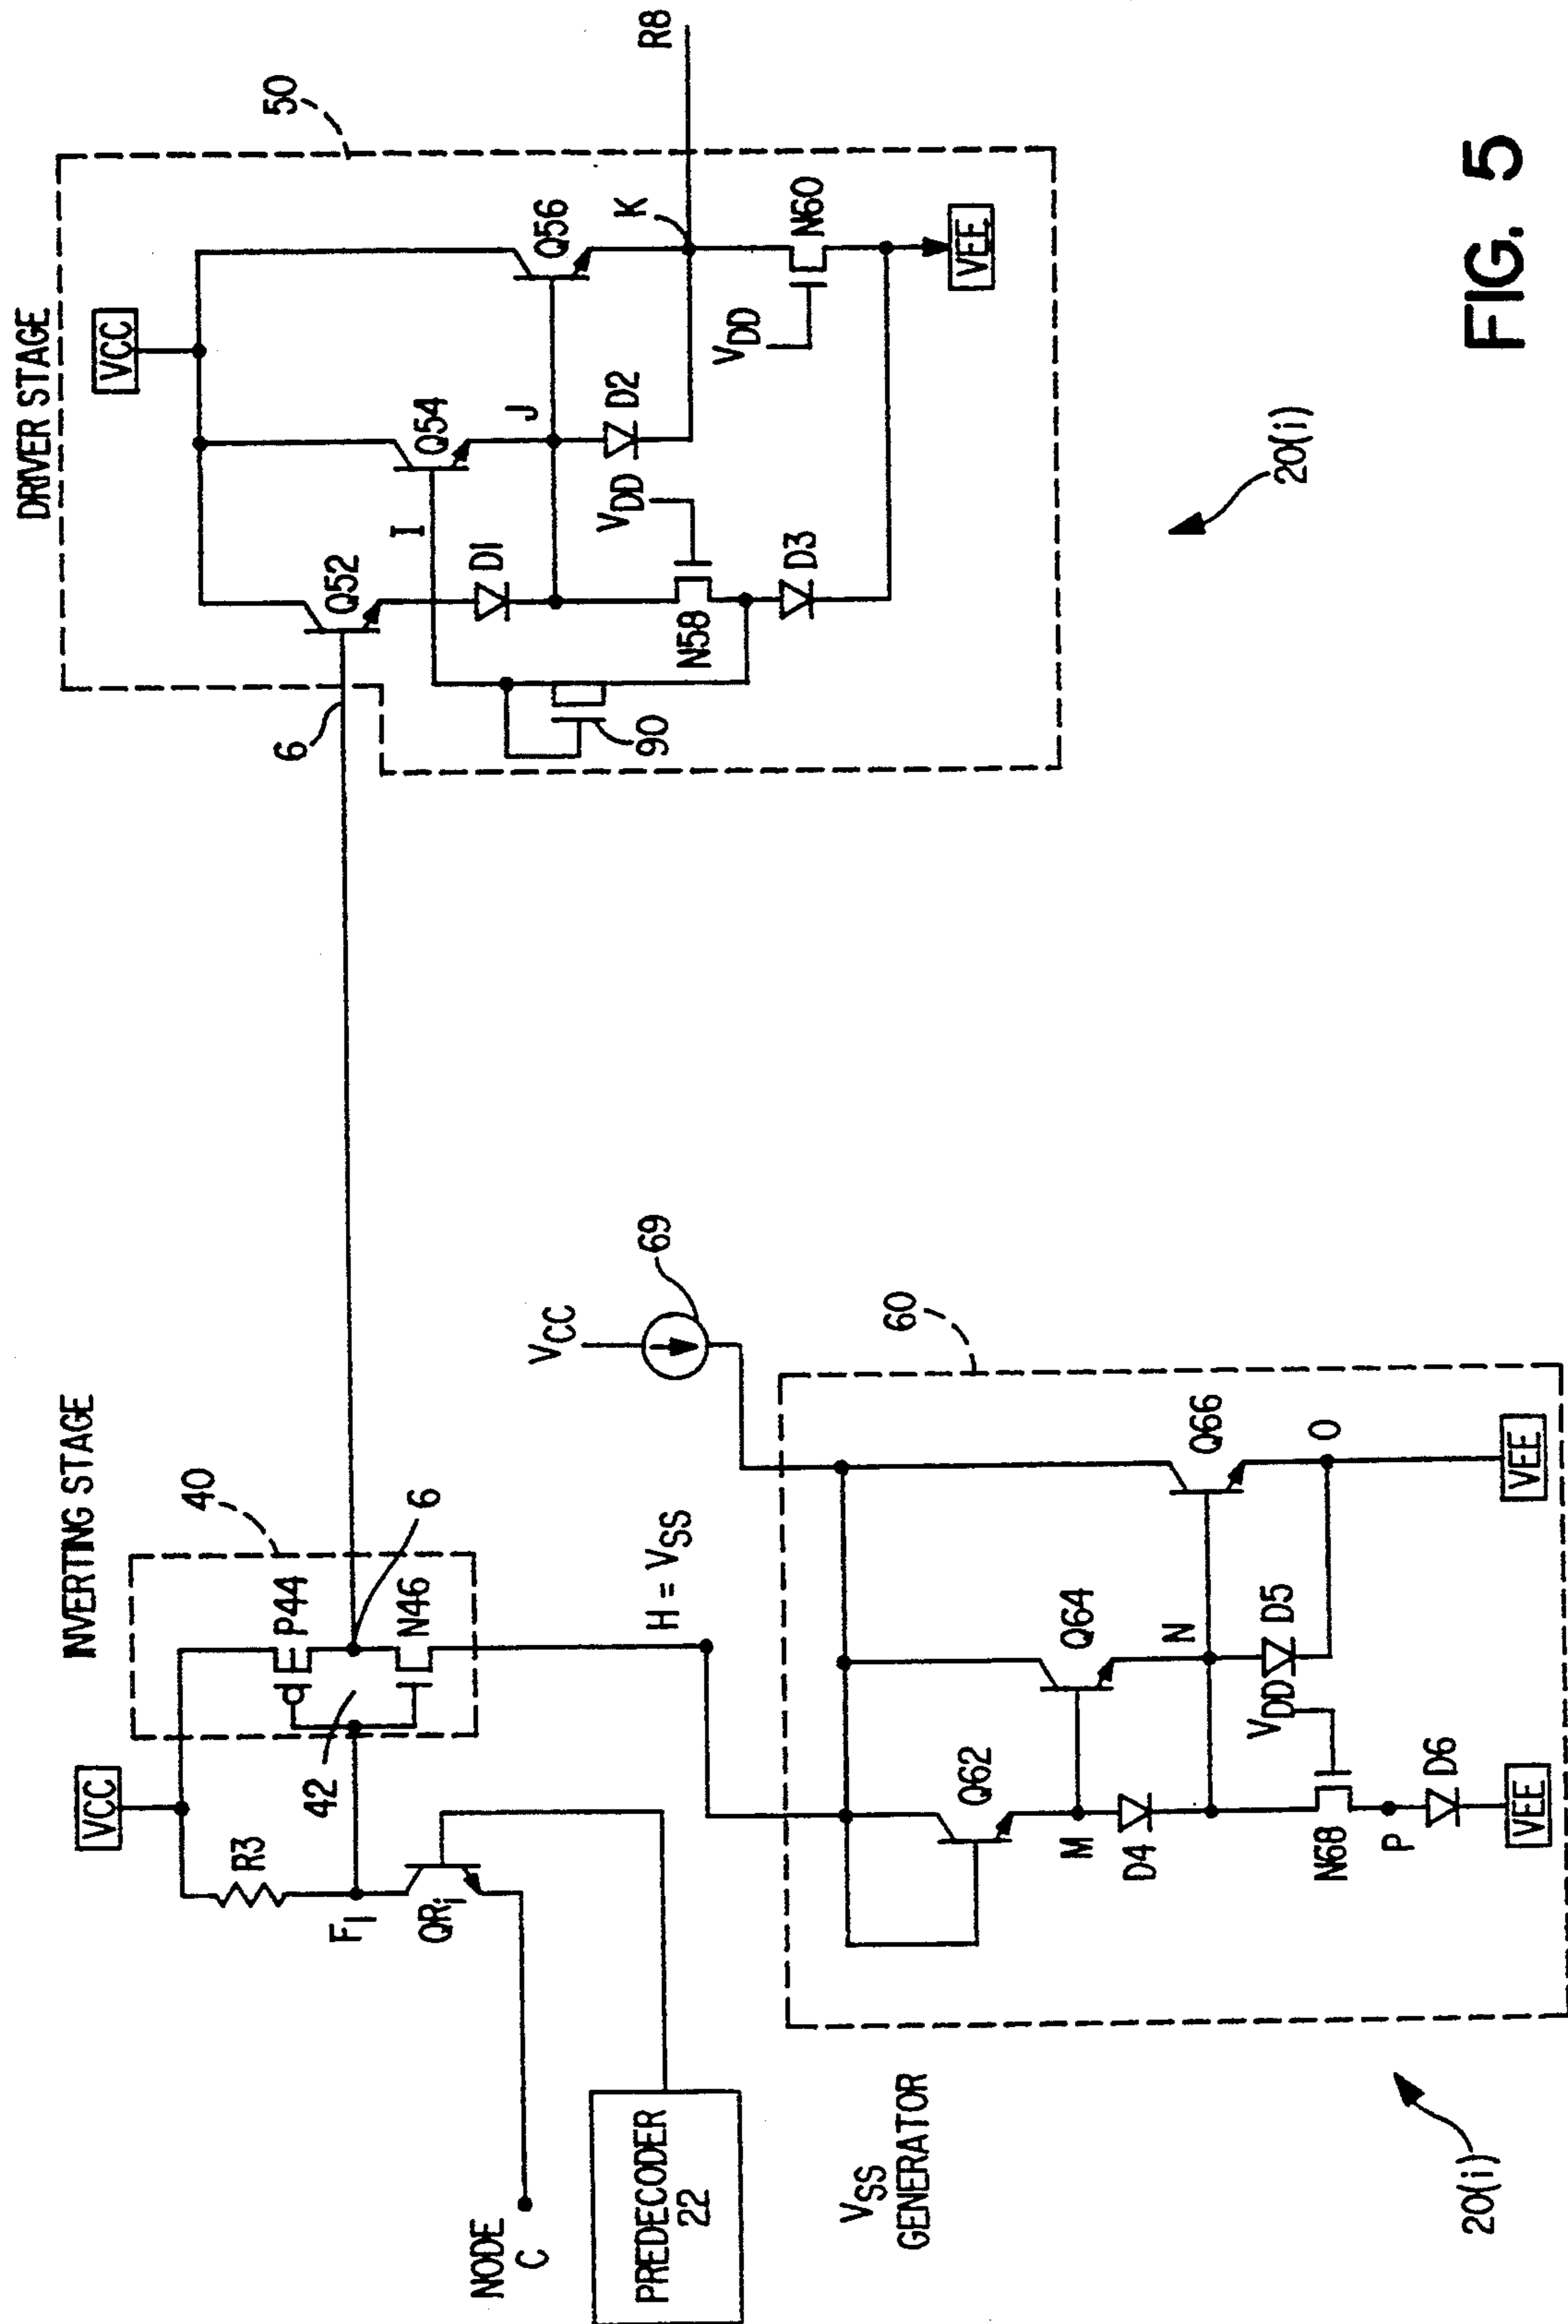 DRIVER STAGE
50
VCC
Q52
Q54
Q56
I
J
K
R8
6
D1
D2
VDD
VDD
N58
N60
90
D3
VEE
20(i)
FIG. 5
INVERTING STAGE
40
VCC
R3
P44
42
N46
6
F1
QRi
NODE
C
PREDECODER
22
H = VSS
VCC
69
60
VSS
GENERATOR
Q62
Q64
Q66
M
N
O
D4
D5
VDD
N68
P
D6
VEE
VEE
20(i)